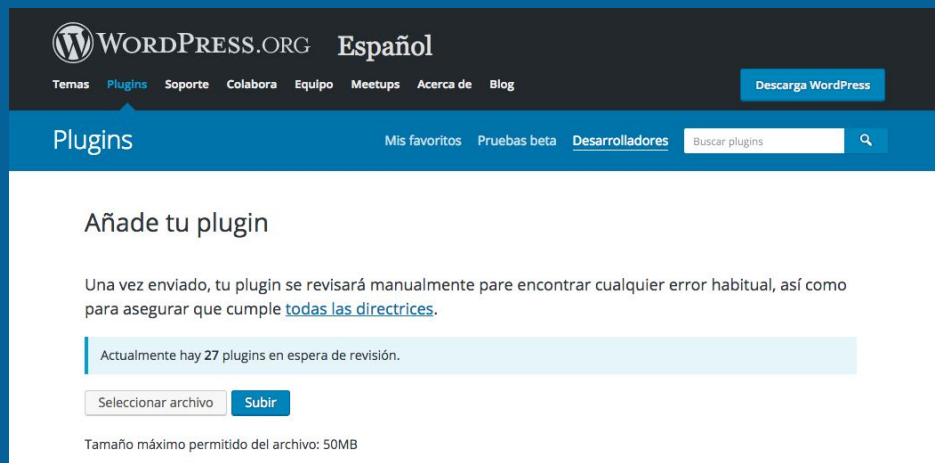 WORDPRESS.ORG Español
Temas Plugins Soporte Colabora Equipo Meetups Acerca de Blog
Descarga WordPress
Plugins
Mis favoritos Pruebas beta Desarrolladores Buscar plugins
Añade tu plugin
Una vez enviado, tu plugin se revisará manualmente pare encontrar cualquier error habitual, así como
para asegurar que cumple todas las directrices.
Actualmente hay 27 plugins en espera de revisión.
Seleccionar archivo Subir
Tamaño máximo permitido del archivo: 50MB